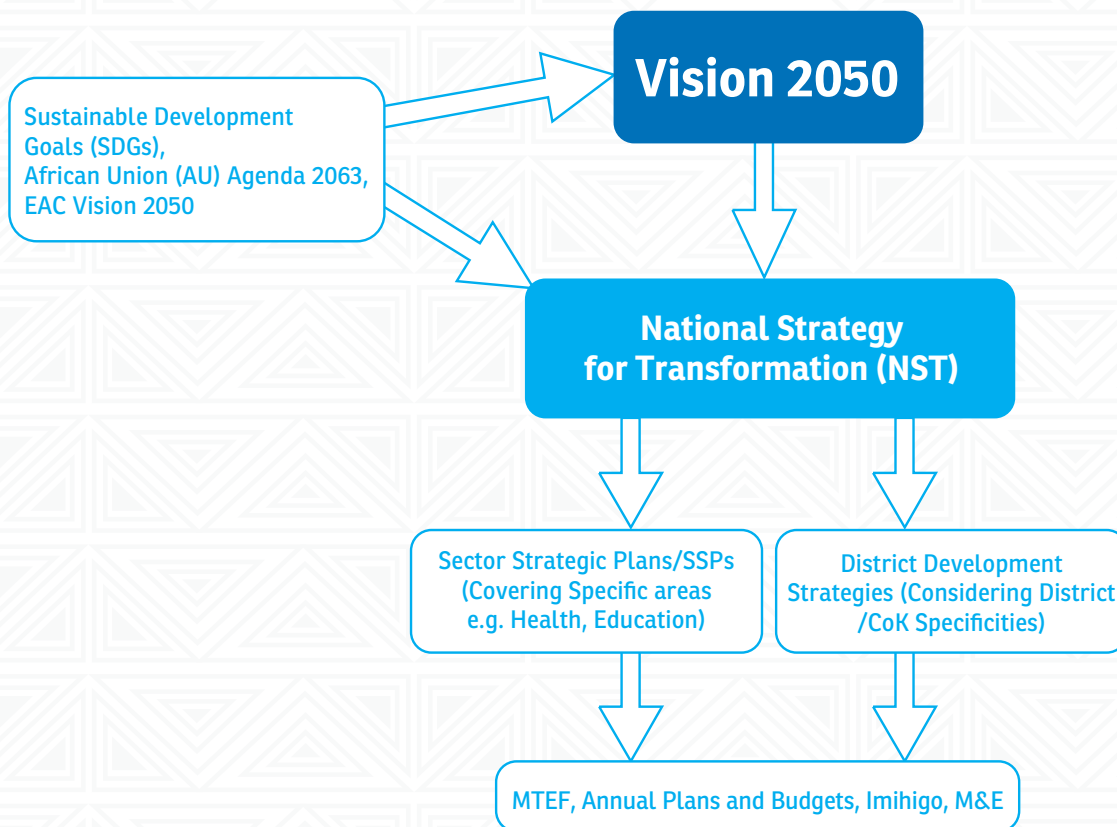 Vision 2050
Sustainable Development
Goals (SDGs),
African Union (AU) Agenda 2063,
EAC Vision 2050
National Strategy
for Transformation (NST)
Sector Strategic Plans/SSPs
(Covering Specific areas
e.g. Health, Education)
District Development
Strategies (Considering District
/CoK Specificities)
MTEF, Annual Plans and Budgets, Imihigo, M&E